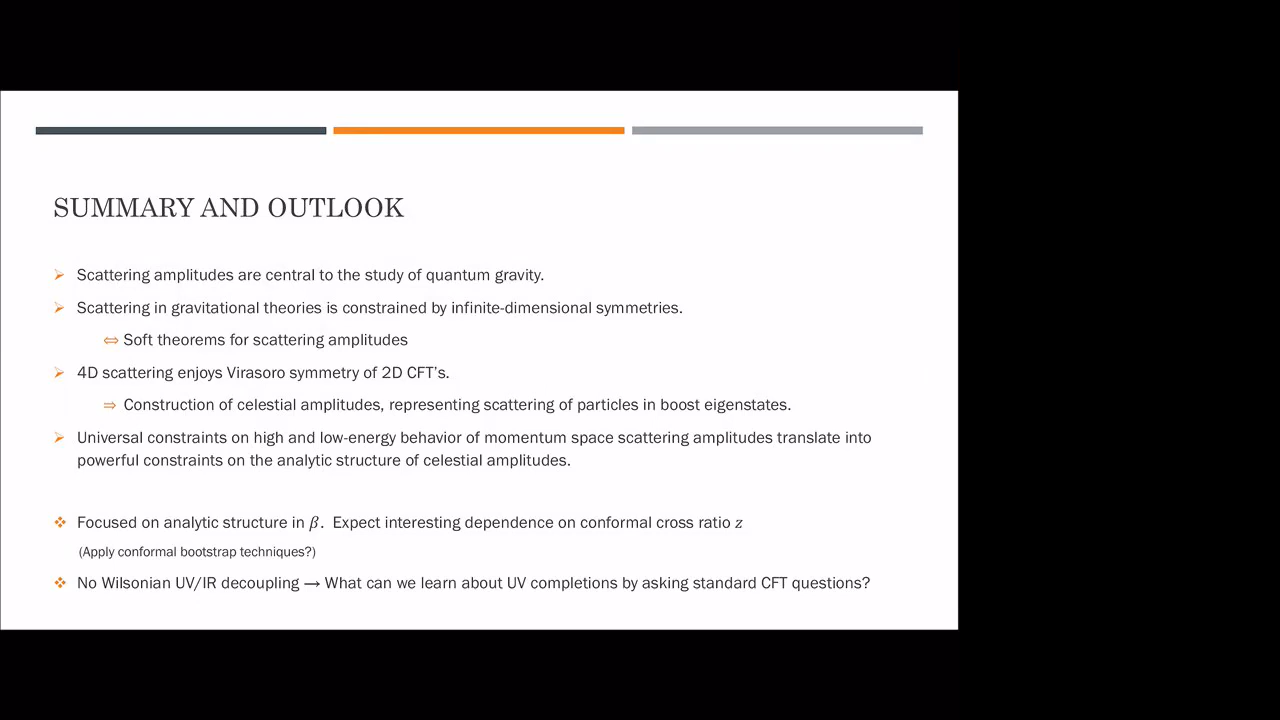 SUMMARY AND OUTLOOK
➢ Scattering amplitudes are central to the study of quantum gravity.
➢ Scattering in gravitational theories is constrained by infinite-dimensional symmetries.
⇔ Soft theorems for scattering amplitudes
➢ 4D scattering enjoys Virasoro symmetry of 2D CFT's.
⇒ Construction of celestial amplitudes, representing scattering of particles in boost eigenstates.
➢ Universal constraints on high and low-energy behavior of momentum space scattering amplitudes translate into
powerful constraints on the analytic structure of celestial amplitudes.
❖ Focused on analytic structure in β. Expect interesting dependence on conformal cross ratio z
(Apply conformal bootstrap techniques?)
❖ No Wilsonian UV/IR decoupling → What can we learn about UV completions by asking standard CFT questions?